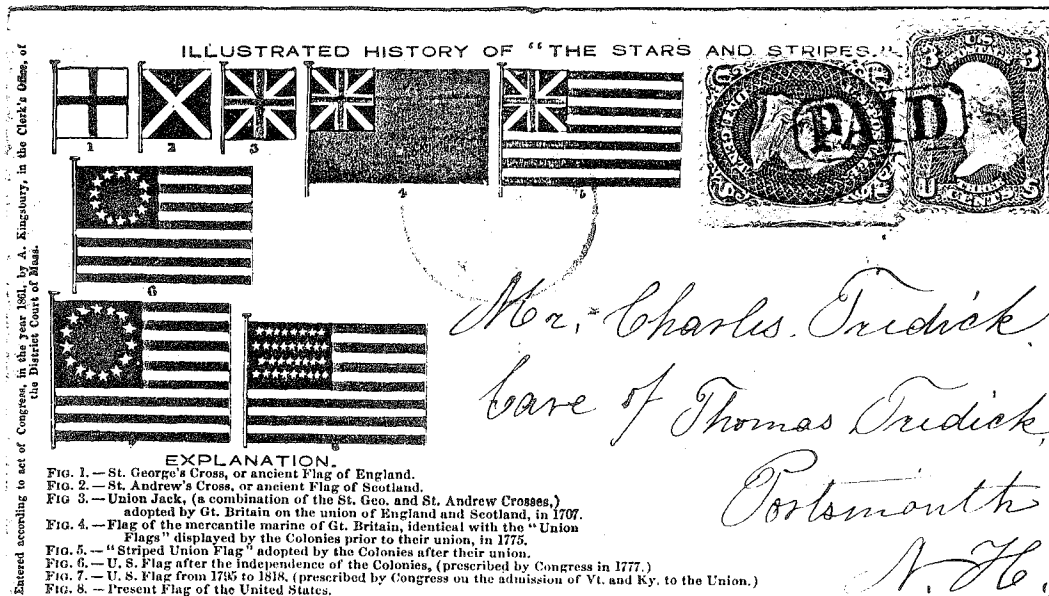 Entered according to act of Congress, in the year 1861, by A. Kingsbury, in the Clerk's Office, of
the District Court of Mass.
ILLUSTRATED HISTORY OF "THE STARS AND STRIPES."
1 2 3 4 5
6
7 8
EXPLANATION.
FIG. 1.—St. George's Cross, or ancient Flag of England.
FIG. 2.—St. Andrew's Cross, or ancient Flag of Scotland.
FIG 3.—Union Jack, (a combination of the St. Geo. and St. Andrew Crosses,)
adopted by Gt. Britain on the union of England and Scotland, in 1707.
FIG. 4.—Flag of the mercantile marine of Gt. Britain, identical with the "Union
Flags" displayed by the Colonies prior to their union, in 1775.
FIG. 5.—"Striped Union Flag" adopted by the Colonies after their union.
FIG. 6.—U. S. Flag after the independence of the Colonies, (prescribed by Congress in 1777.)
FIG. 7.—U. S. Flag from 1795 to 1818. (prescribed by Congress on the admission of Vt. and Ky. to the Union.)
FIG. 8.—Present Flag of the United States.
PAID
3 U.S. 3
U S
Mr. Charles. Tredick
Care of Thomas Tredick,
Portsmouth
N. H.